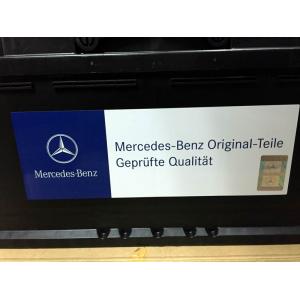 Mercedes-Benz
Mercedes-Benz Original-Teile
Geprüfte Qualität